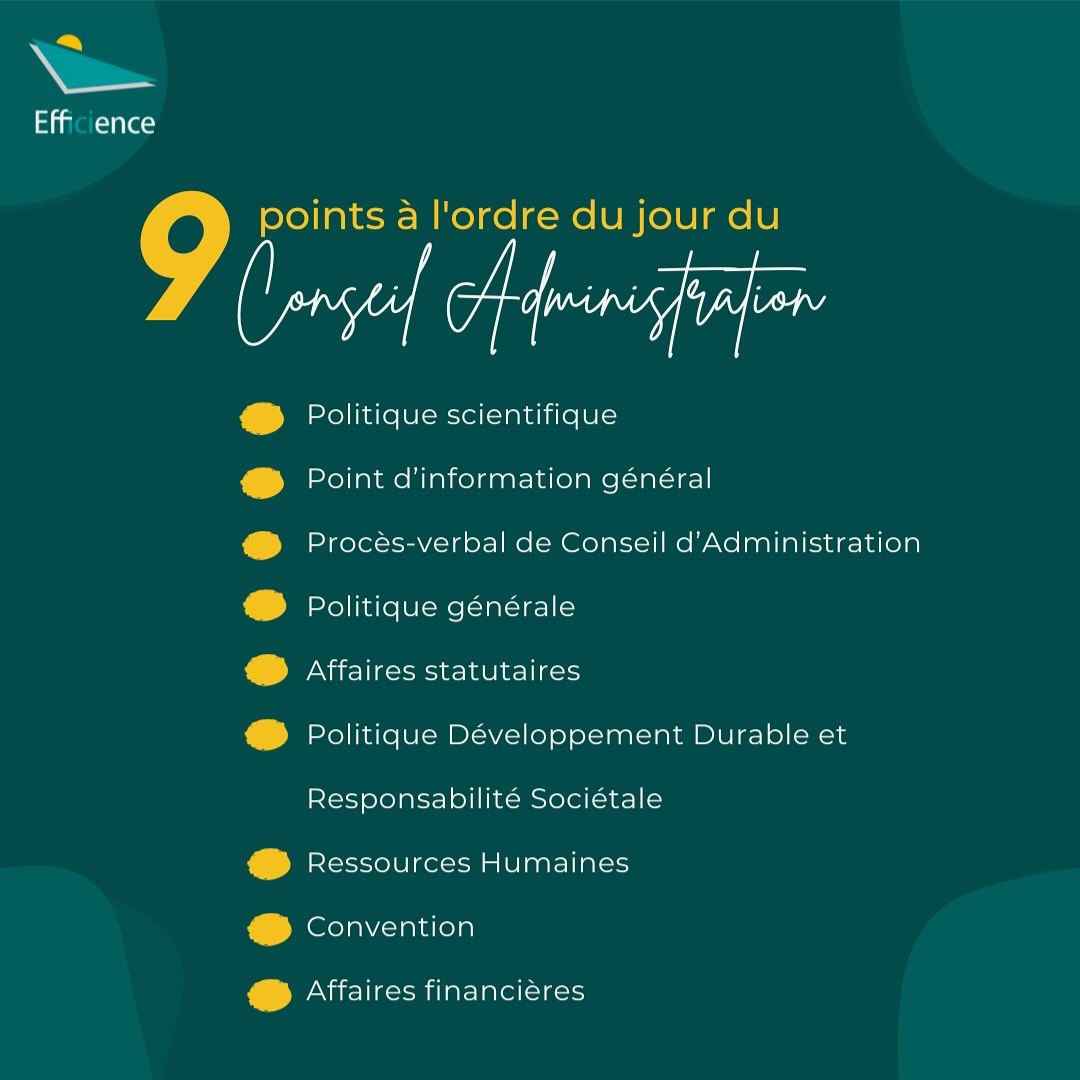 Efficience
9 points à l'ordre du jour du
Conseil Administration
Politique scientifique
Point d’information général
Procès-verbal de Conseil d’Administration
Politique générale
Affaires statutaires
Politique Développement Durable et
Responsabilité Sociétale
Ressources Humaines
Convention
Affaires financières